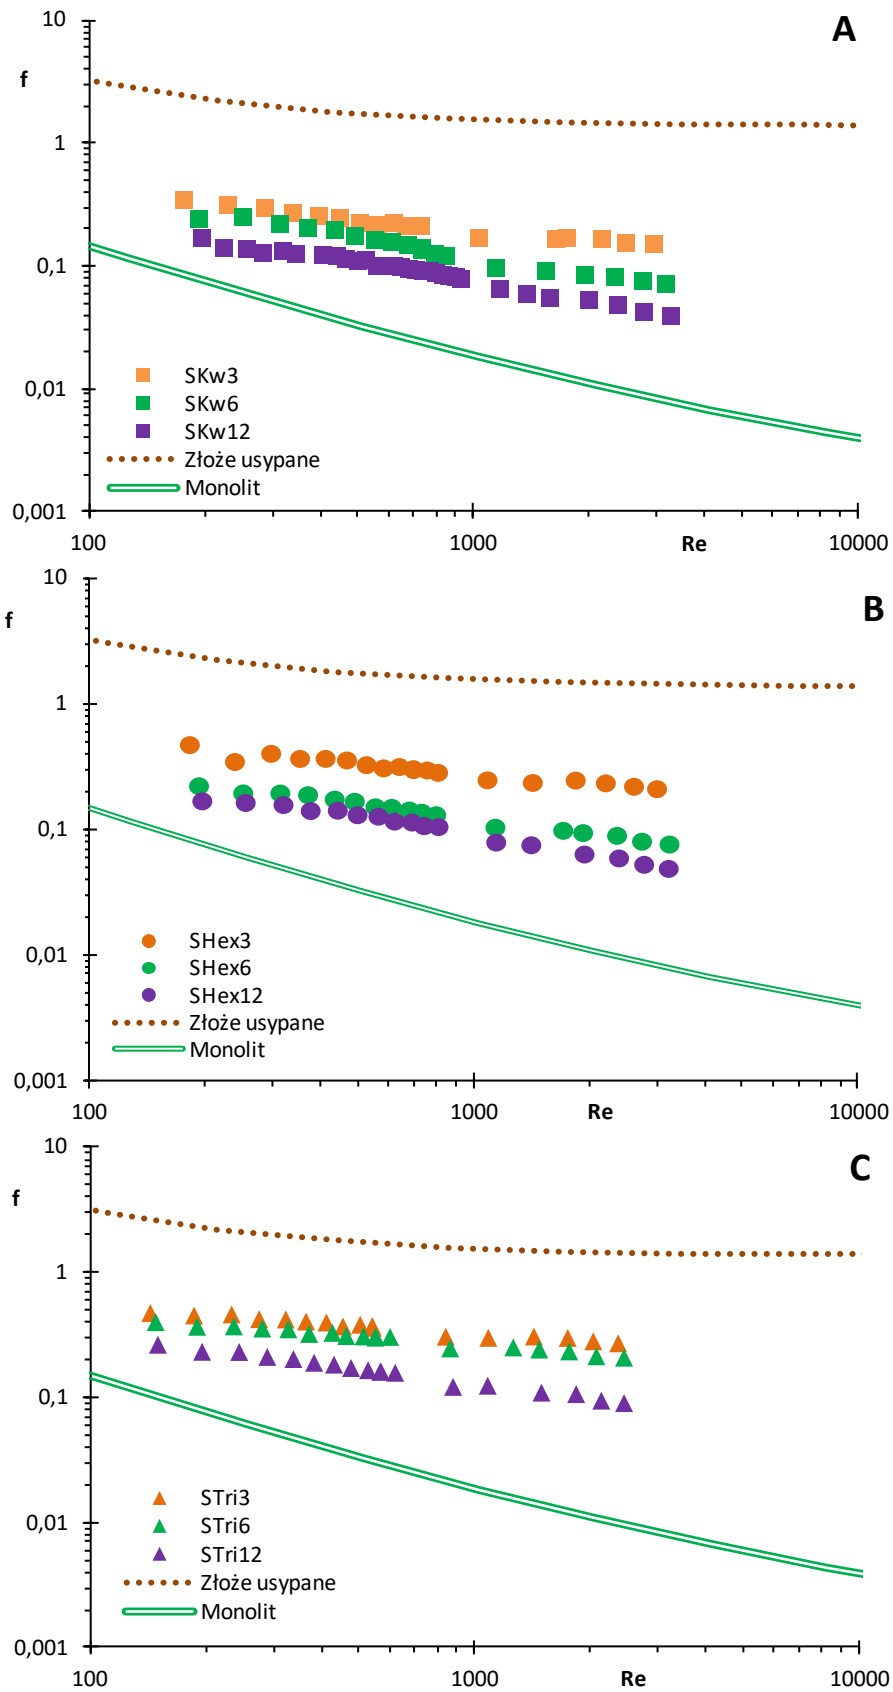 A
f
10
1
0,1
0,01
0,001
SKw3
SKw6
SKw12
Złoże usypane
Monolit
100
1000
Re
10000
B
f
10
1
0,1
0,01
0,001
SHex3
SHex6
SHex12
Złoże usypane
Monolit
100
1000
Re
10000
C
f
10
1
0,1
0,01
0,001
STri3
STri6
STri12
Złoże usypane
Monolit
100
1000
Re
10000